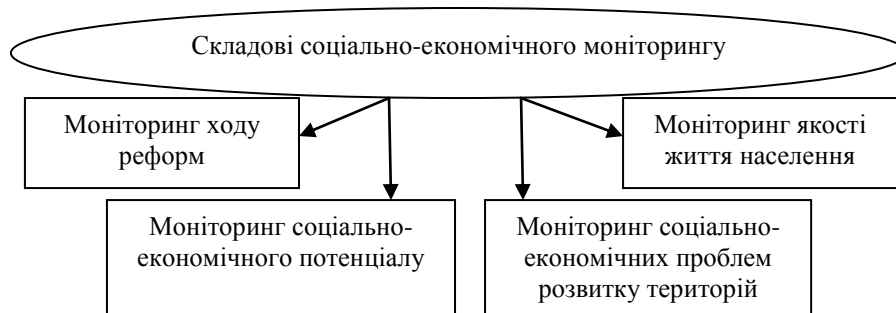 Складові соціально-економічного моніторингу
Моніторинг ходу
реформ
Моніторинг якості
життя населення
Моніторинг соціально-
економічного потенціалу
Моніторинг соціально-
економічних проблем
розвитку територій